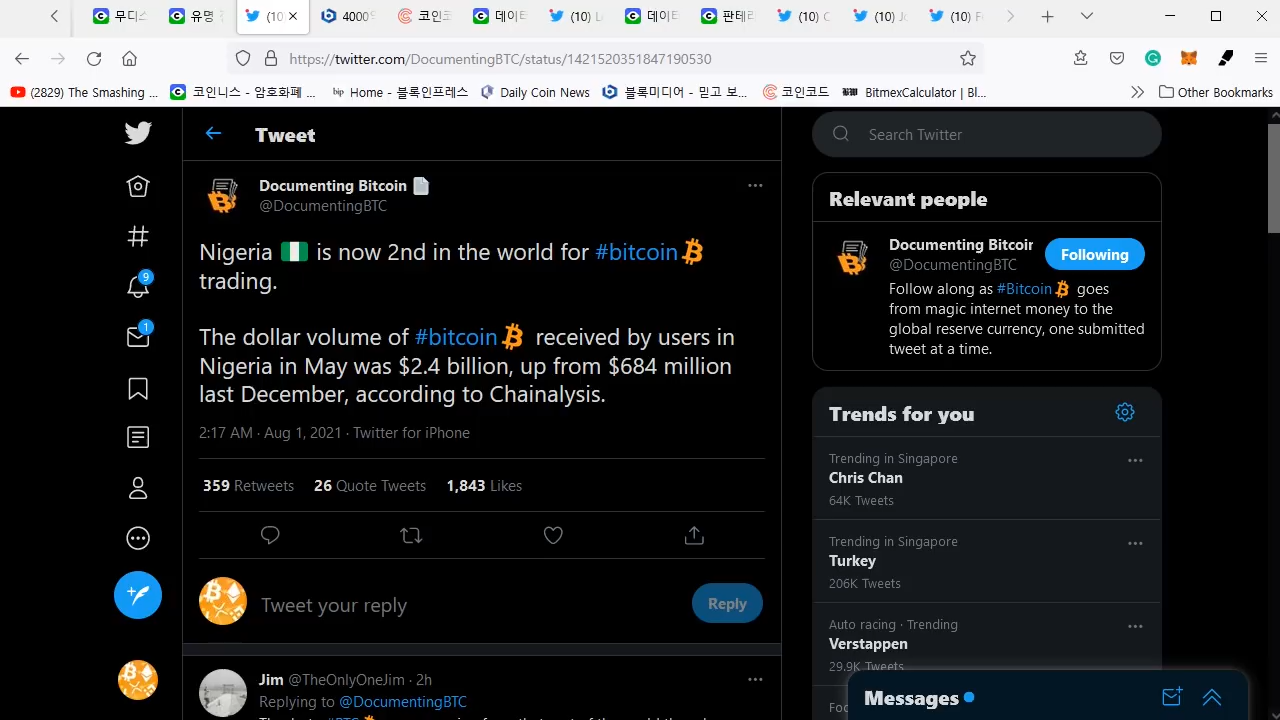 무디스
유명
(10)
4000
코인
데이트
(10)
데이트
판테라
(10)
(10)
(10)
https://twitter.com/DocumentingBTC/status/1421520351847190530
(2829) The Smashing ...
코인니스 - 암호화폐 ...
Home - 블록인프레스
Daily Coin News
블록미디어 - 믿고 보...
코인코드
BitmexCalculator | Bl...
Other Bookmarks
Tweet
Search Twitter
Documenting Bitcoin
@DocumentingBTC
Nigeria 🇳🇬 is now 2nd in the world for #bitcoin
trading.
The dollar volume of #bitcoin received by users in
Nigeria in May was $2.4 billion, up from $684 million
last December, according to Chainalysis.
2:17 AM · Aug 1, 2021 · Twitter for iPhone
359 Retweets 26 Quote Tweets 1,843 Likes
Tweet your reply
Reply
Jim @TheOnlyOneJim · 2h
Replying to @DocumentingBTC
9
1
Relevant people
Documenting Bitcoin
@DocumentingBTC
Following
Follow along as #Bitcoin goes
from magic internet money to the
global reserve currency, one submitted
tweet at a time.
Trends for you
Trending in Singapore
Chris Chan
64K Tweets
Trending in Singapore
Turkey
206K Tweets
Auto racing · Trending
Verstappen
29.9K Tweets
Messages